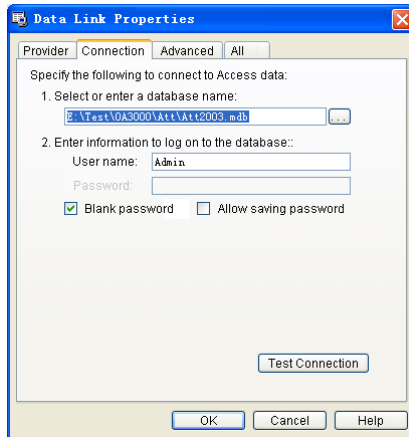 Data Link Properties
Provider Connection Advanced All
Specify the following to connect to Access data:
1. Select or enter a database name:
E:\Test\OA3000\Att\Att2003.mdb ...
2. Enter information to log on to the database::
User name: Admin
Password:
Blank password Allow saving password
Test Connection
OK Cancel Help